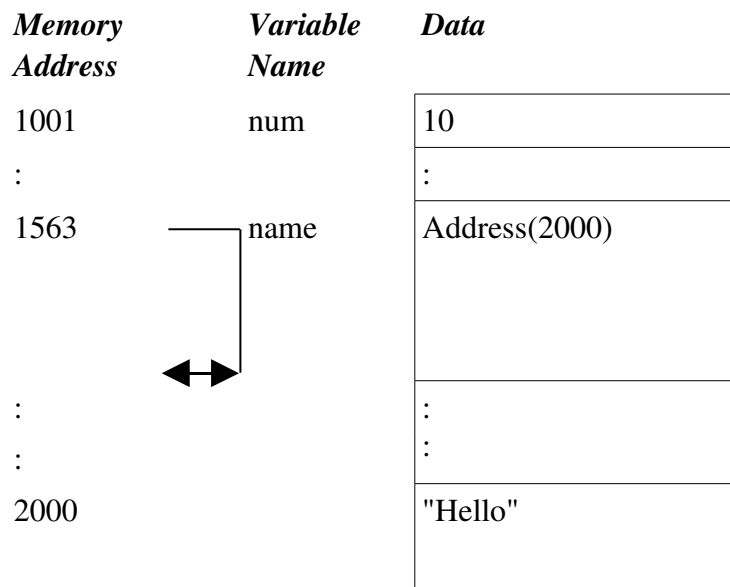 Memory Address Variable Name Data
1001 num 10
: :
1563 name Address(2000)
: :
: :
2000 "Hello"